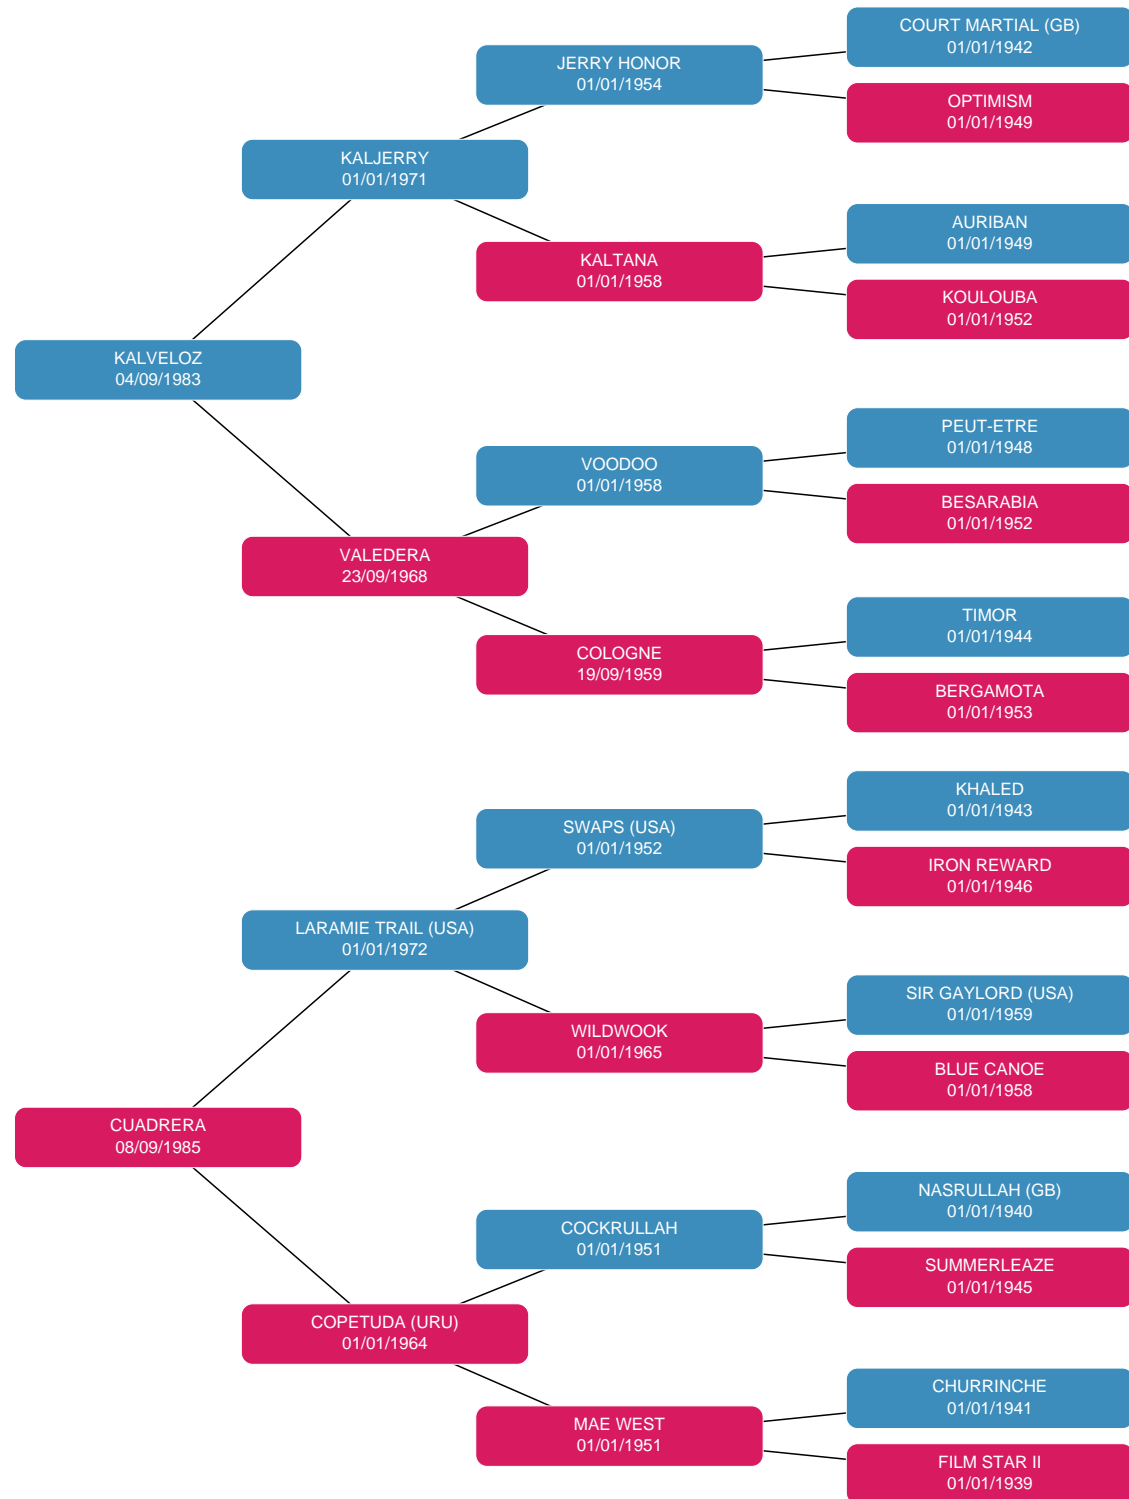 COURT MARTIAL (GB)
01/01/1942
JERRY HONOR
01/01/1954
OPTIMISM
01/01/1949
KALJERRY
01/01/1971
AURIBAN
01/01/1949
KALTANA
01/01/1958
KOULOUBA
01/01/1952
KALVELOZ
04/09/1983
PEUT-ETRE
01/01/1948
VOODOO
01/01/1958
BESARABIA
01/01/1952
VALEDERA
23/09/1968
TIMOR
01/01/1944
COLOGNE
19/09/1959
BERGAMOTA
01/01/1953
KHALED
01/01/1943
SWAPS (USA)
01/01/1952
IRON REWARD
01/01/1946
LARAMIE TRAIL (USA)
01/01/1972
SIR GAYLORD (USA)
01/01/1959
WILDWOOK
01/01/1965
BLUE CANOE
01/01/1958
CUADRERA
08/09/1985
NASRULLAH (GB)
01/01/1940
COCKRULLAH
01/01/1951
SUMMERLEAZE
01/01/1945
COPETUDA (URU)
01/01/1964
CHURRINCHE
01/01/1941
MAE WEST
01/01/1951
FILM STAR II
01/01/1939